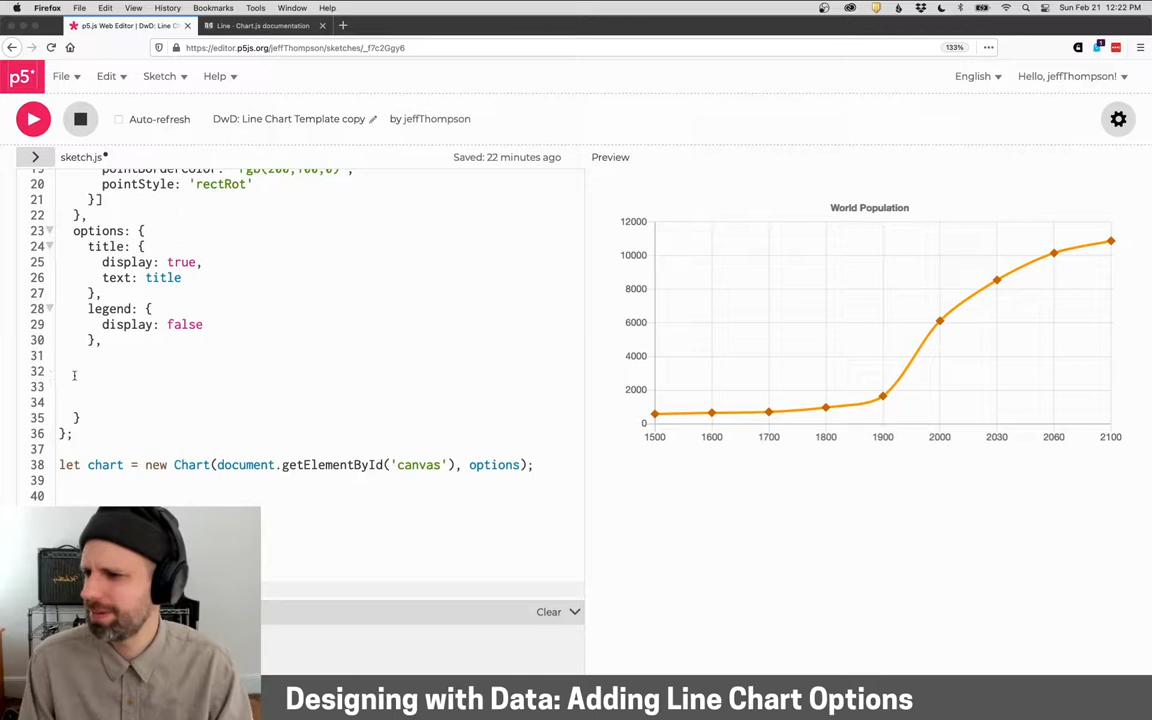 Firefox File Edit View History Bookmarks Tools Window Help
Sun Feb 21 12:22 PM
p5.js Web Editor | DwD: Line C
Line · Chart.js documentation
https://editor.p5js.org/jeffThompson/sketches/_f7c2Ggy6
133%
p5*
File Edit Sketch Help
English
Hello, jeffThompson!
Auto-refresh
DwD: Line Chart Template copy
by jeffThompson
sketch.js
Saved: 22 minutes ago
Preview
20 pointStyle: 'rectRot'
21 }]
22 },
23 options: {
24 title: {
25 display: true,
26 text: title
27 },
28 legend: {
29 display: false
30 },
31
32
33
34
35 }
36 };
37
38 let chart = new Chart(document.getElementById('canvas'), options);
39
40
Clear
World Population
12000
10000
8000
6000
4000
2000
0
1500 1600 1700 1800 1900 2000 2030 2060 2100
Designing with Data: Adding Line Chart Options